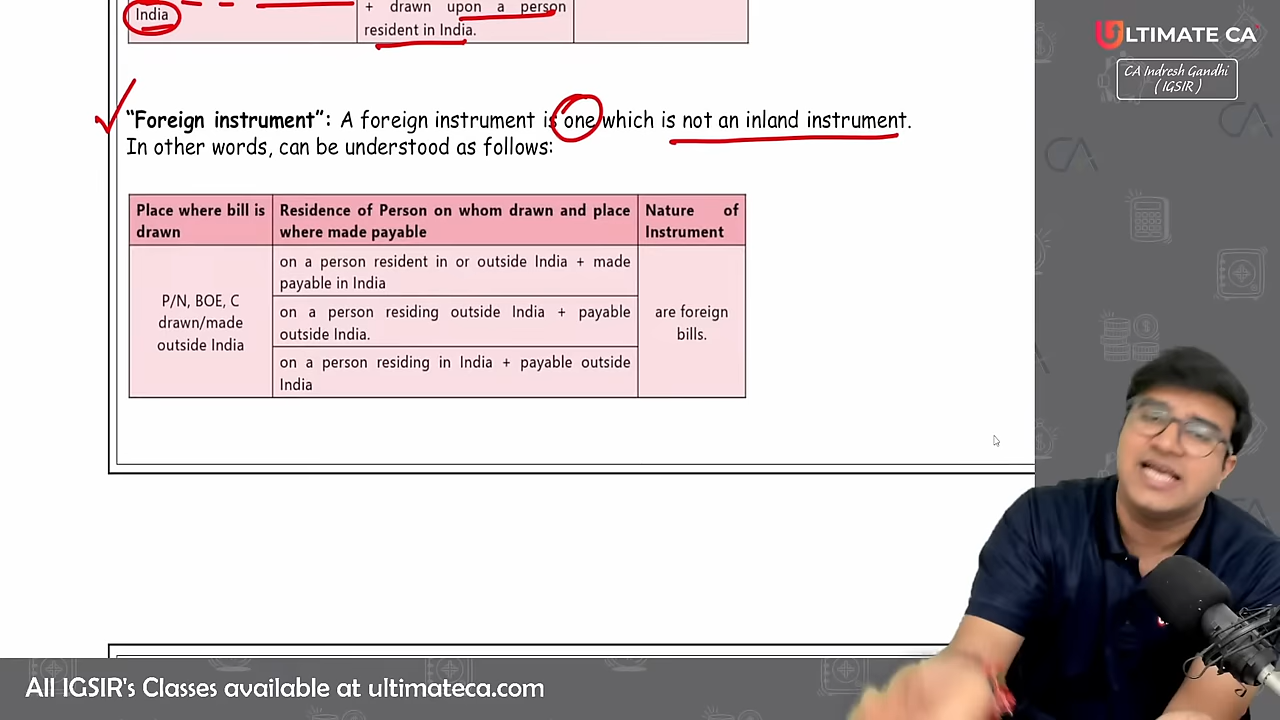 India
+ drawn upon a person
resident in India.
ULTIMATE CA
CA Indresh Gandhi
( IGSIR )
“Foreign instrument”: A foreign instrument is one which is not an inland instrument.
In other words, can be understood as follows:
Place where bill is
drawn
Residence of Person on whom drawn and place
where made payable
Nature of
Instrument
P/N, BOE, C
drawn/made
outside India
on a person resident in or outside India + made
payable in India
on a person residing outside India + payable
outside India.
on a person residing in India + payable outside
India
are foreign
bills.
All IGSIR's Classes available at ultimateca.com